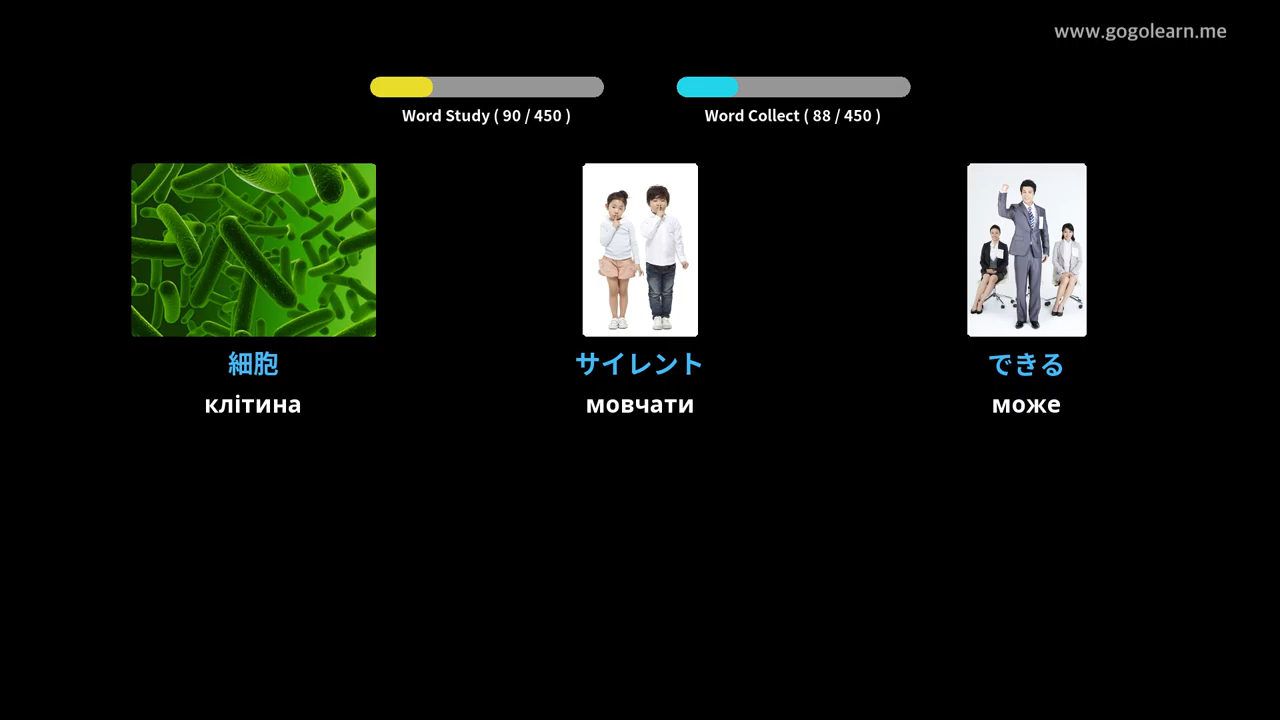 www.gogolearn.me
Word Study ( 90 / 450 )
Word Collect ( 88 / 450 )
細胞
サイレント
できる
клітина
мовчати
може